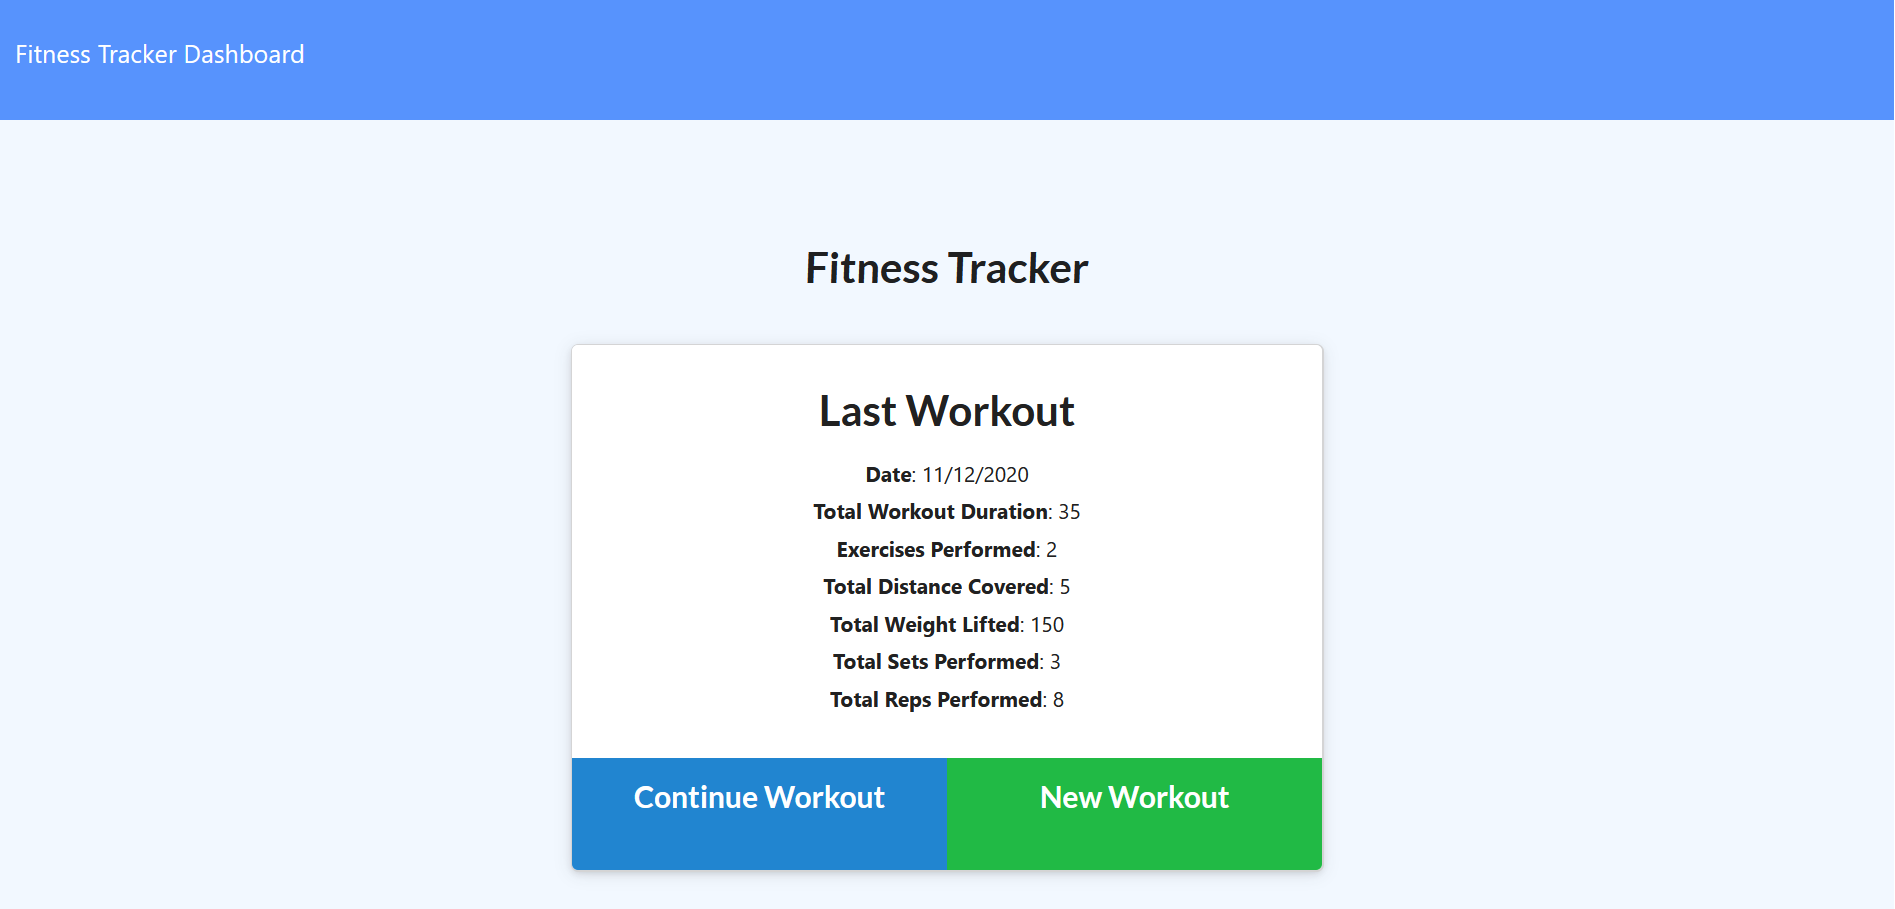 Fitness Tracker Dashboard
Fitness Tracker
Last Workout
Date: 11/12/2020
Total Workout Duration: 35
Exercises Performed: 2
Total Distance Covered: 5
Total Weight Lifted: 150
Total Sets Performed: 3
Total Reps Performed: 8
Continue Workout
New Workout